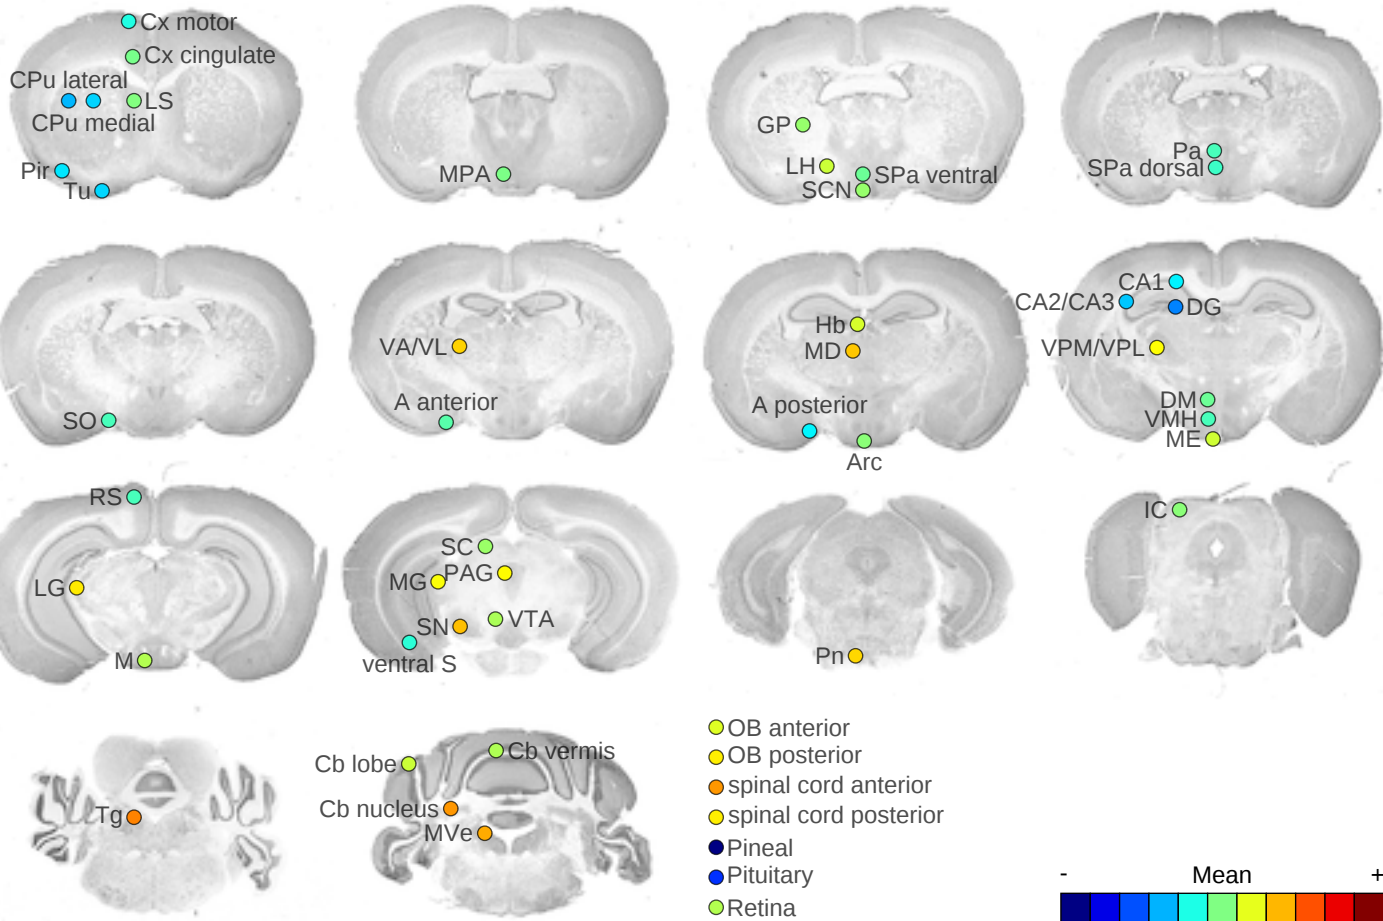 Cx motor
Cx cingulate
CPu lateral
LS
CPu medial
Pir
Tu
MPA
GP
LH
SPa ventral
SCN
Pa
SPa dorsal
SO
VA/VL
A anterior
Hb
MD
A posterior
Arc
CA1
CA2/CA3
DG
VPM/VPL
DM
VMH
ME
RS
LG
M
SC
MG
PAG
SN
VTA
ventral S
Pn
IC
Tg
Cb lobe
Cb vermis
Cb nucleus
MVe
OB anterior
OB posterior
spinal cord anterior
spinal cord posterior
Pineal
Pituitary
Retina
- Mean +